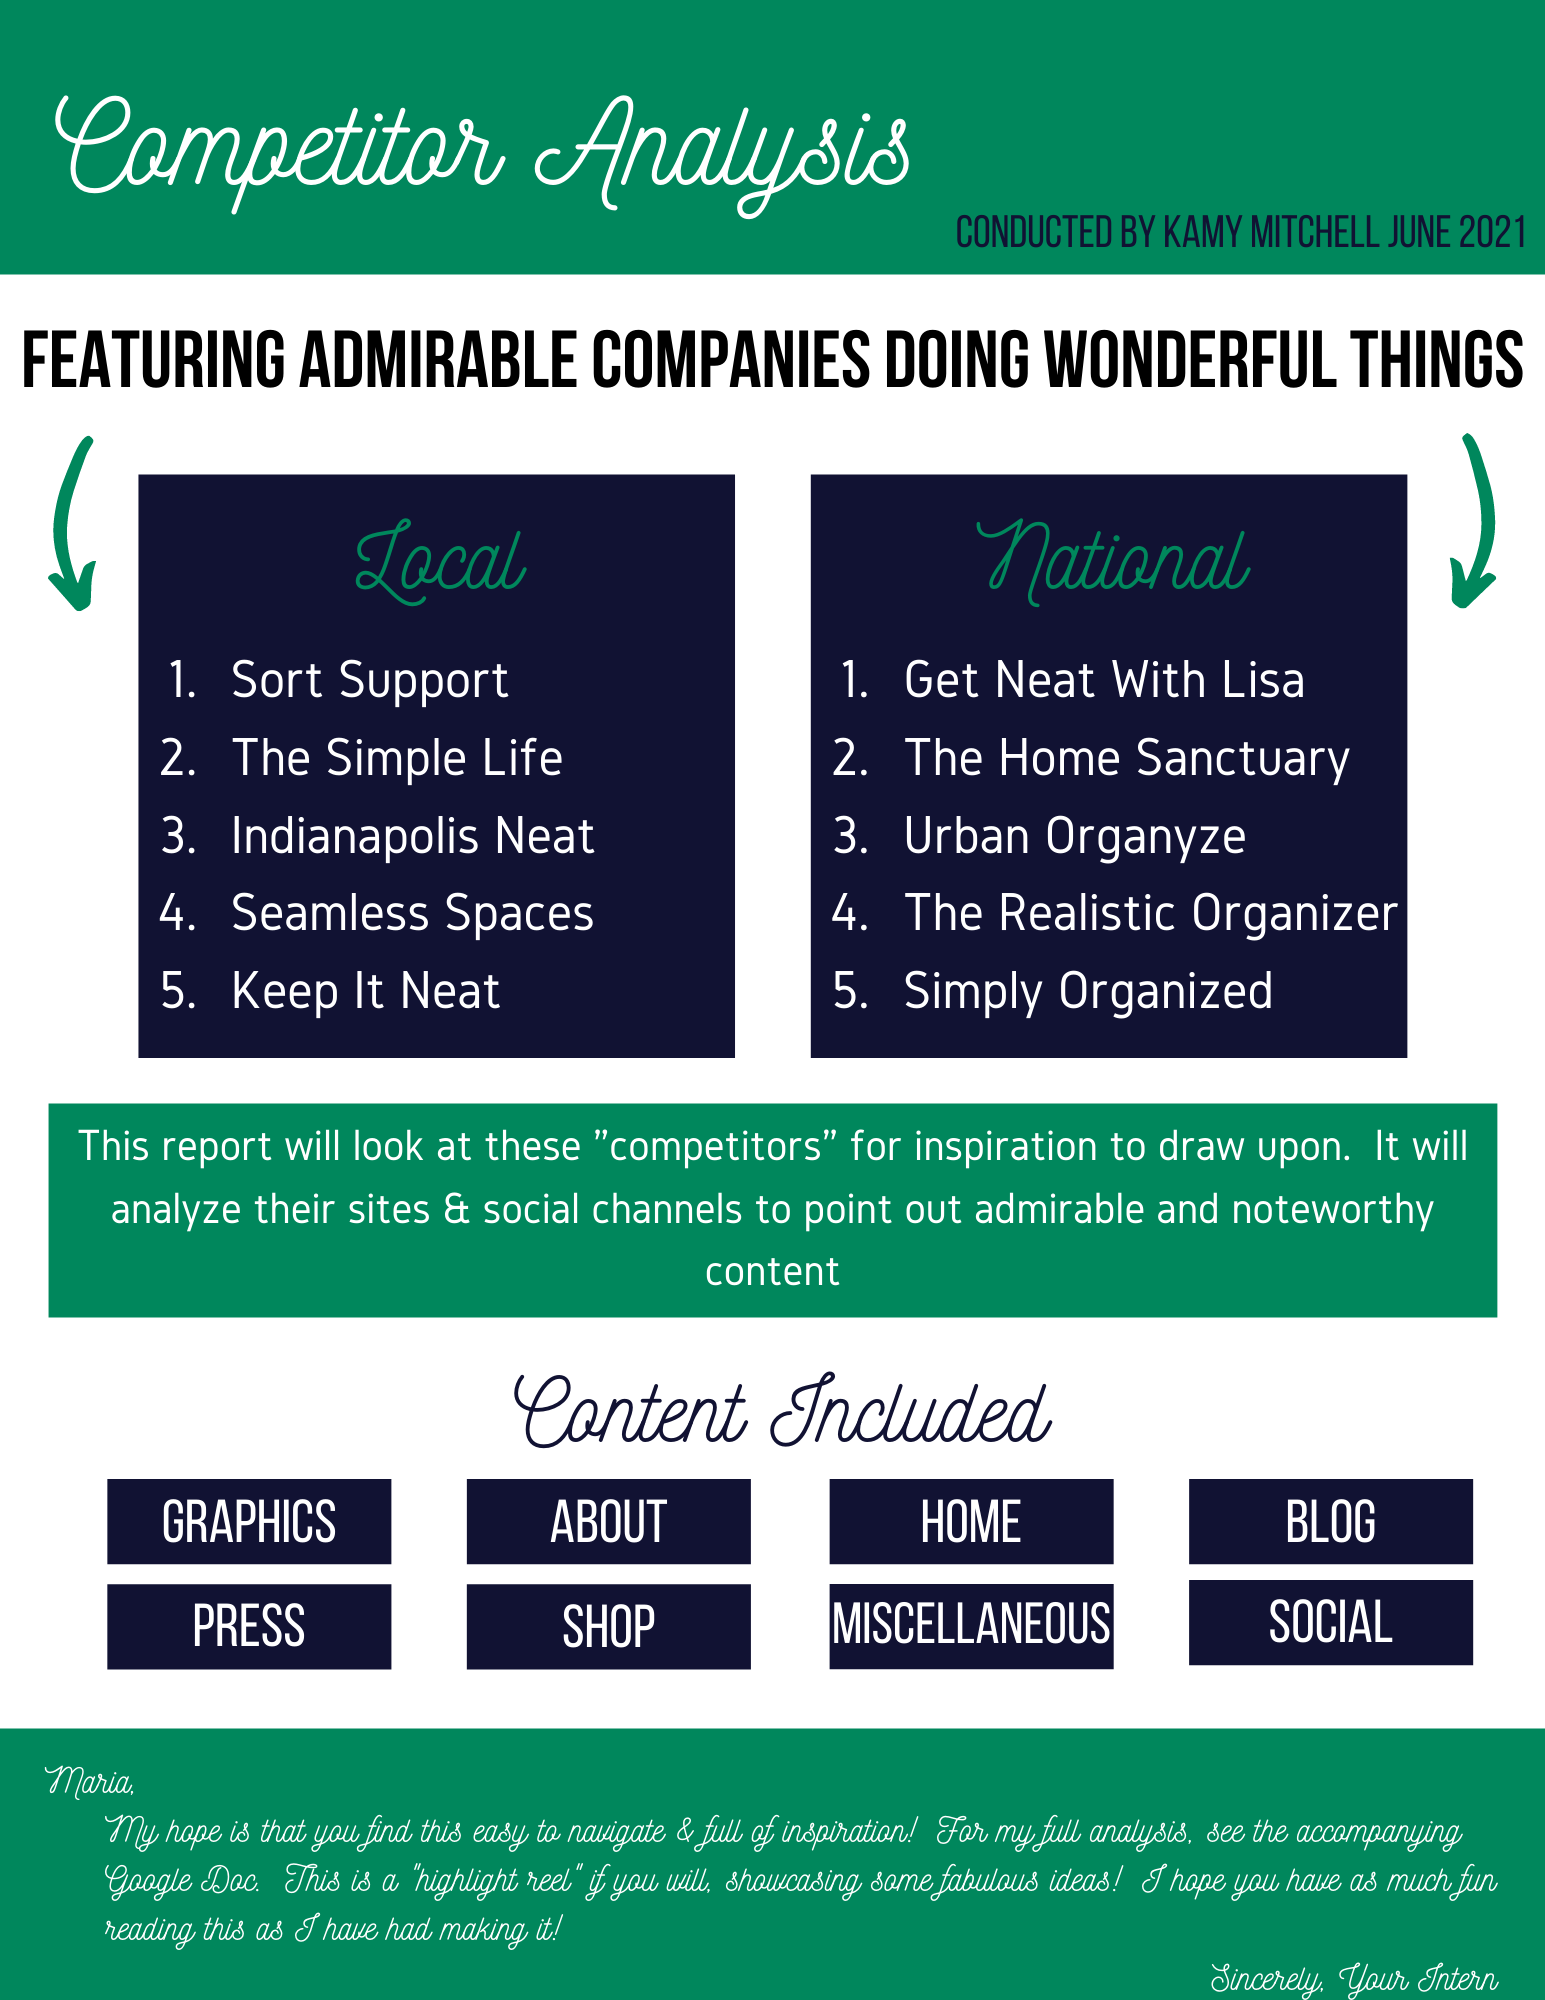 Competitor Analysis
CONDUCTED BY KAMY MITCHELL JUNE 2021
FEATURING ADMIRABLE COMPANIES DOING WONDERFUL THINGS
Local
1. Sort Support
2. The Simple Life
3. Indianapolis Neat
4. Seamless Spaces
5. Keep It Neat
National
1. Get Neat With Lisa
2. The Home Sanctuary
3. Urban Organyze
4. The Realistic Organizer
5. Simply Organized
This report will look at these "competitors" for inspiration to draw upon. It will
analyze their sites & social channels to point out admirable and noteworthy
content
Content Included
GRAPHICS ABOUT HOME BLOG
PRESS SHOP MISCELLANEOUS SOCIAL
Maria,
My hope is that you find this easy to navigate & full of inspiration! For my full analysis, see the accompanying
Google Doc. This is a "highlight reel" if you will, showcasing some fabulous ideas! I hope you have as much fun
reading this as I have had making it!
Sincerely, Your Intern